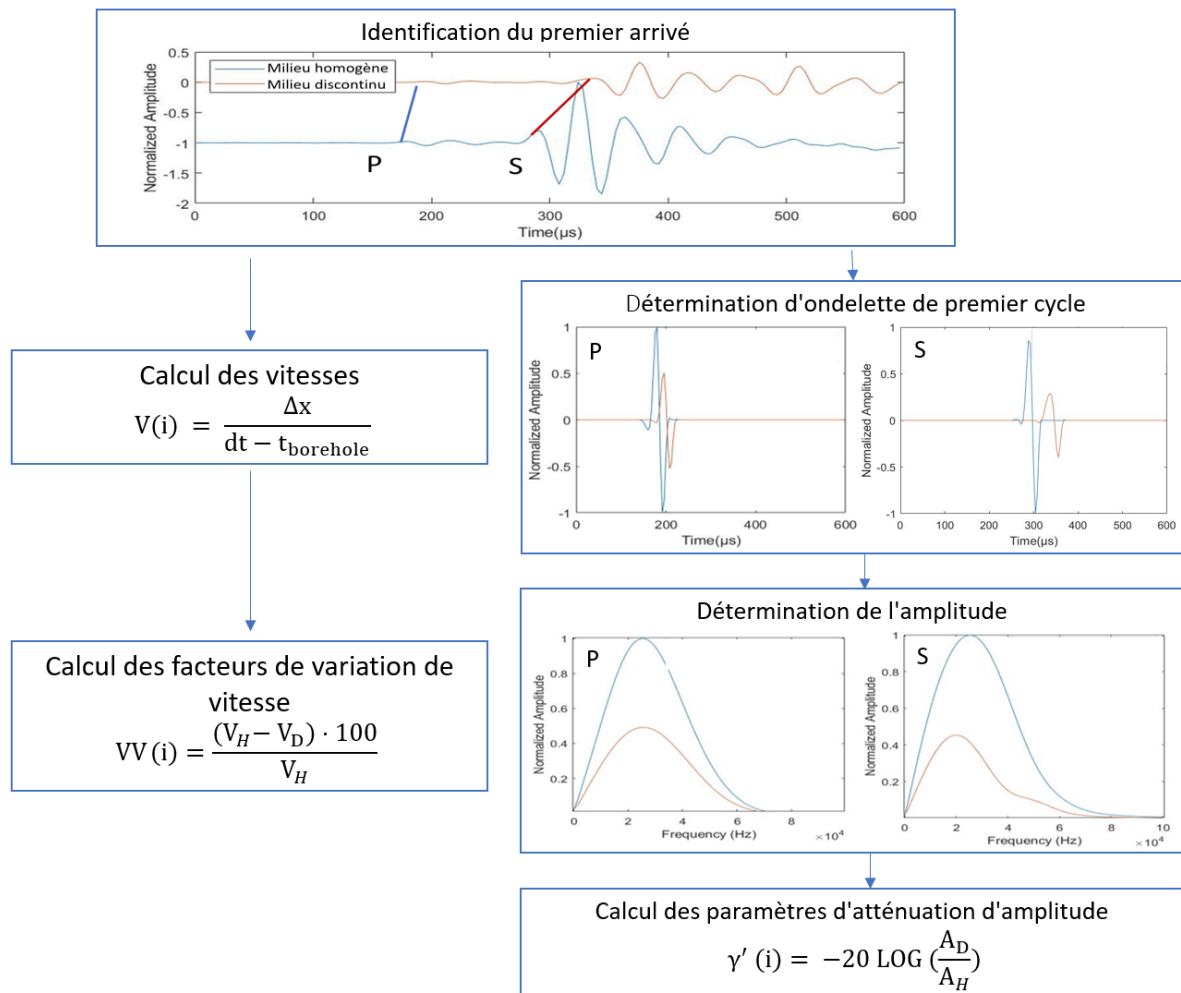 Identification du premier arrivé
Normalized Amplitude
0.5
0
-0.5
-1
-1.5
-2
Milieu homogène
Milieu discontinu
P
S
0 100 200 300 400 500 600
Time(µs)
Calcul des vitesses
V(i) = Δx / (dt − t_borehole)
Calcul des facteurs de variation de
vitesse
VV (i) = (V_H − V_D) · 100 / V_H
Détermination d'ondelette de premier cycle
P
Normalized Amplitude
1
0.5
0
-0.5
-1
0 200 400 600
Time(µs)
S
Normalized Amplitude
1
0.5
0
-0.5
-1
0 100 200 300 400 500 600
Time(µs)
Détermination de l'amplitude
P
Normalized Amplitude
1
0.8
0.6
0.4
0.2
0 2 4 6 8
Frequency (Hz)
×10⁴
S
Normalized Amplitude
1
0.8
0.6
0.4
0.2
0 2 4 6 8 10
Frequency (Hz)
×10⁴
Calcul des paramètres d'atténuation d'amplitude
γ′ (i) = −20 LOG (A_D / A_H)